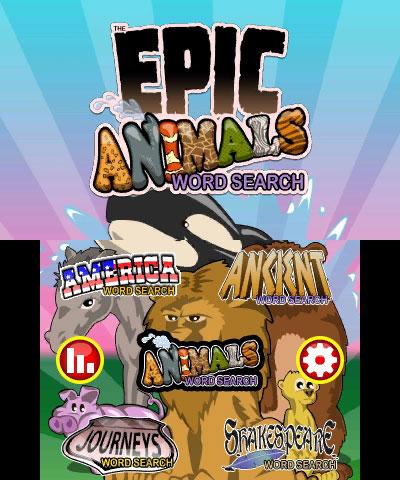 THE
EPIC
ANIMALS
WORD SEARCH
AMERICA
WORD SEARCH
ANCIENT
WORD SEARCH
ANIMALS
WORD SEARCH
JOURNEYS
WORD SEARCH
SHAKESPEARE
WORD SEARCH